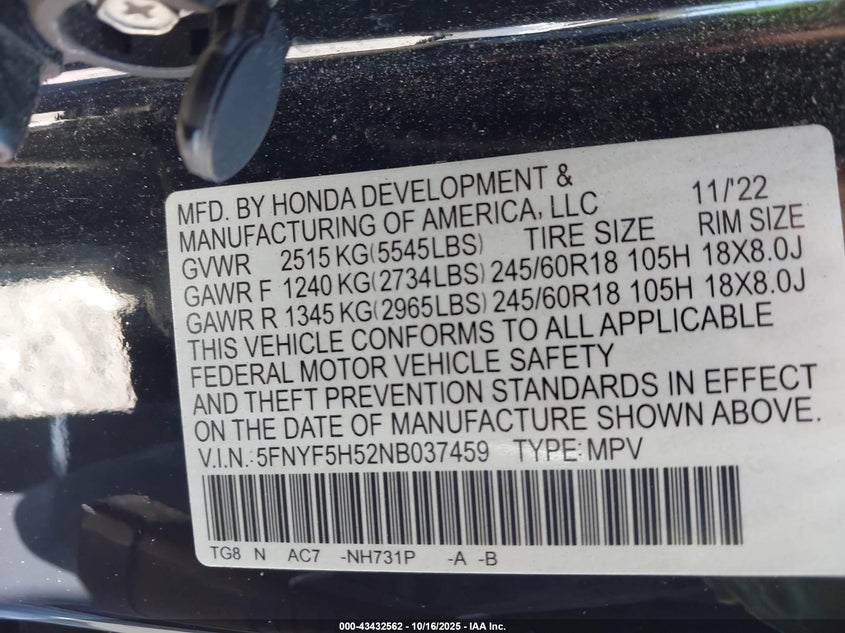 MFD. BY HONDA DEVELOPMENT & 11/'22
MANUFACTURING OF AMERICA, LLC
GVWR 2515 KG(5545LBS) TIRE SIZE RIM SIZE
GAWR F 1240 KG(2734LBS) 245/60R18 105H 18X8.0J
GAWR R 1345 KG(2965LBS) 245/60R18 105H 18X8.0J
THIS VEHICLE CONFORMS TO ALL APPLICABLE
FEDERAL MOTOR VEHICLE SAFETY
AND THEFT PREVENTION STANDARDS IN EFFECT
ON THE DATE OF MANUFACTURE SHOWN ABOVE.
V.I.N.:5FNYF5H52NB037459 TYPE: MPV
TG8 N AC7 -NH731P -A -B
000-43432562 | 10/16/2025 | IAA Inc.